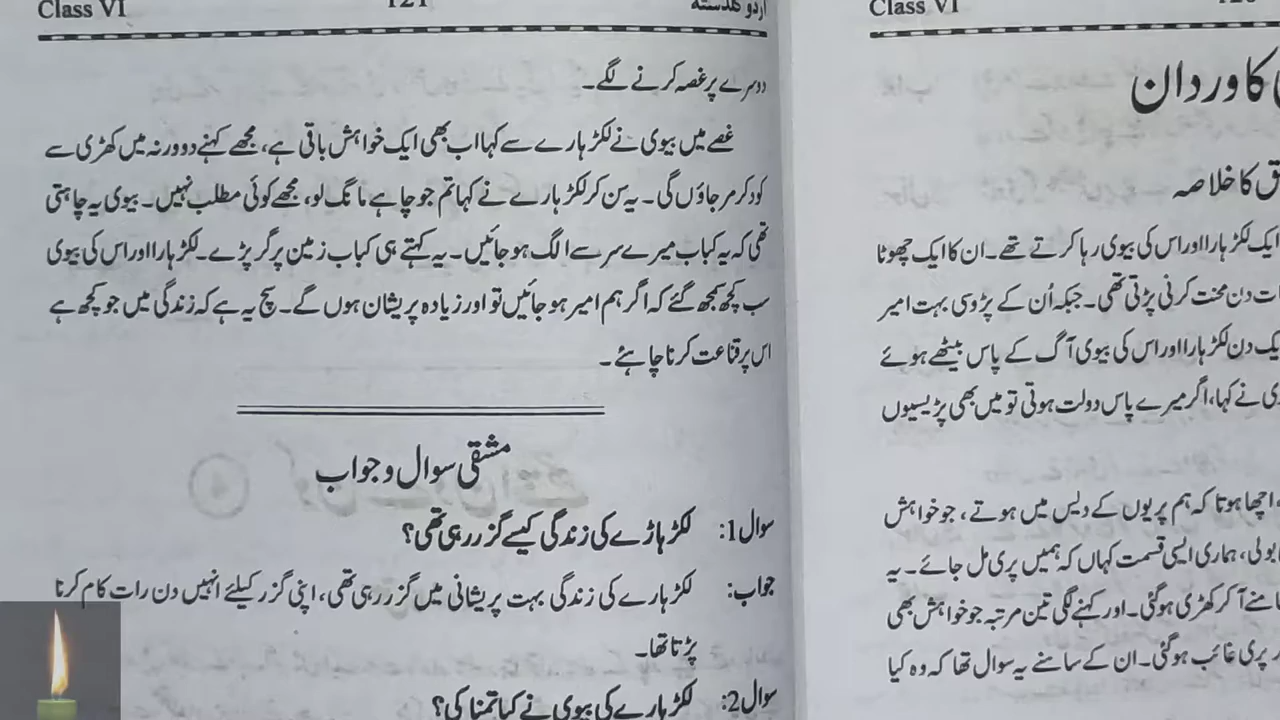 Class VI 121 اردو گلدستہ
دوسرے پر غصہ کرنے لگے۔
غصے میں بیوی نے لکڑہارے سے کہا اب بھی ایک خواہش باقی ہے، مجھے کہنے دو ورنہ میں کھڑی سے
کود کر مر جاؤں گی۔ یہ سن کر لکڑہارے نے کہا تم جو چاہے مانگ لو، مجھے کوئی مطلب نہیں۔ بیوی یہ چاہتی
تھی کہ یہ کباب میرے سر سے الگ ہو جائیں۔ یہ کہتے ہی کباب زمین پر گر پڑے۔ لکڑہارا اور اس کی بیوی
سب کچھ سمجھ گئے کہ اگر ہم امیر ہو جائیں تو اور زیادہ پریشان ہوں گے۔ سچ یہ ہے کہ زندگی میں جو کچھ ہے
اس پر قناعت کرنا چاہئے۔
مشقی سوال و جواب
سوال 1: لکڑہاڑے کی زندگی کیسے گزر رہی تھی؟
جواب: لکڑہارے کی زندگی بہت پریشانی میں گزر رہی تھی، اپنی گزر کیلئے انہیں دن رات کام کرنا
پڑتا تھا۔
سوال 2: لکڑہارے کی بیوی نے کیا تمنا کی؟
Class VI
کا وردان
کا خلاصہ
ایک لکڑہارا اور اس کی بیوی رہا کرتے تھے۔ ان کا ایک چھوٹا
دن محنت کرنی پڑتی تھی۔ جبکہ اُن کے پڑوسی بہت امیر
دن لکڑہارا اور اس کی بیوی آگ کے پاس بیٹھے ہوئے
نے کہا، اگر میرے پاس دولت ہوتی تو میں بھی پڑیسیوں
اچھا ہوتا کہ ہم پریوں کے دیس میں ہوتے، جو خواہش
بولی، ہماری ایسی قسمت کہاں کہ ہمیں پری مل جائے۔ یہ
سامنے آ کر کھڑی ہوگئی۔ اور کہنے لگی تین مرتبہ جو خواہش بھی
پری غائب ہوگئی۔ ان کے سامنے یہ سوال تھا کہ وہ کیا